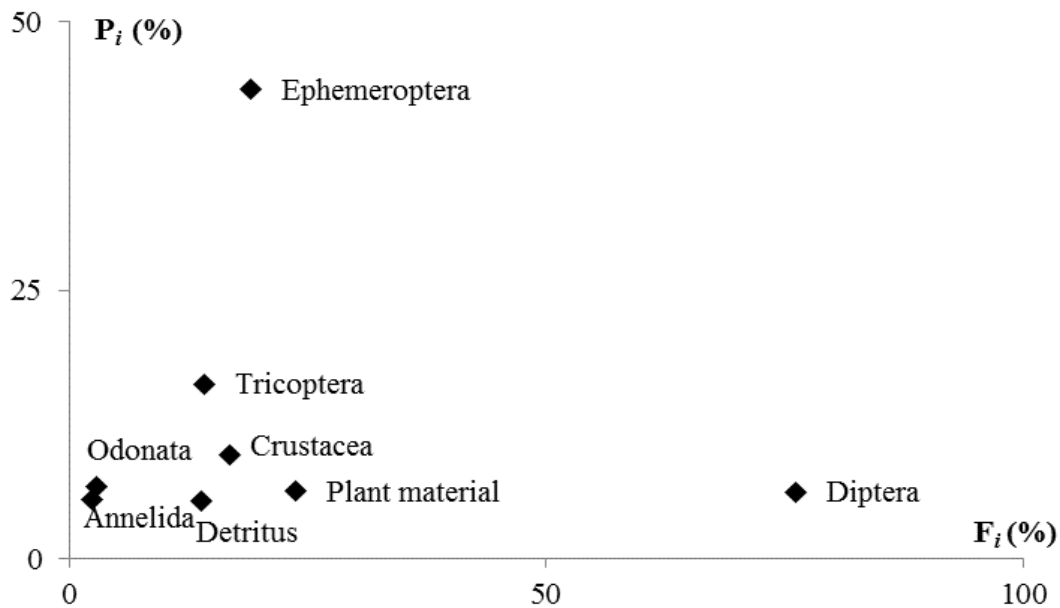 50
P𝑖 (%)
Ephemeroptera
25
Tricoptera
Odonata
Crustacea
Plant material
Diptera
Annelida
Detritus
F𝑖 (%)
0
0
50
100